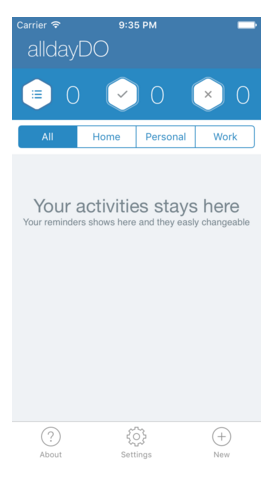 Carrier 9:35 PM
alldayDO
0 0 0
All Home Personal Work
Your activities stays here
Your reminders shows here and they easly changeable
About Settings New